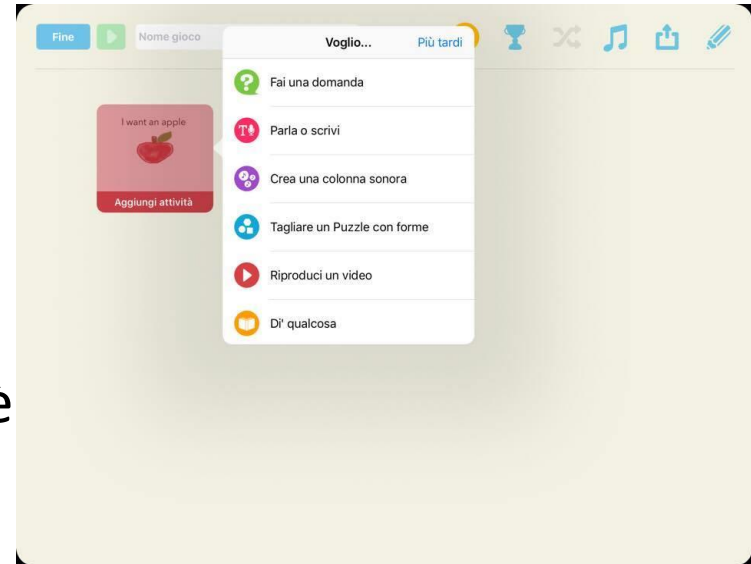 Fine
Nome gioco
Voglio...
Più tardi
Fai una domanda
I want an apple
Parla o scrivi
Crea una colonna sonora
Aggiungi attività
Tagliare un Puzzle con forme
Riproduci un video
Di' qualcosa
è